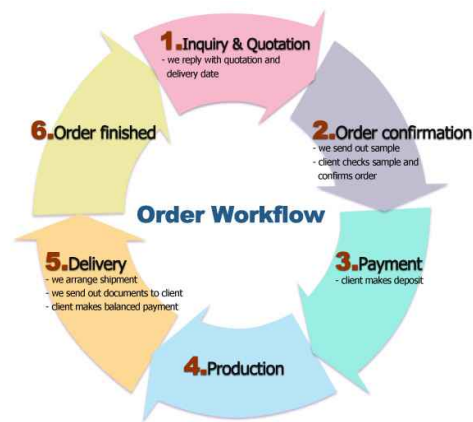 1.Inquiry & Quotation
- we reply with quotation and
delivery date
2.Order confirmation
- we send out sample
- client checks sample and
confirms order
3.Payment
- client makes deposit
4.Production
5.Delivery
- we arrange shipment
- we send out documents to client
- client makes balanced payment
6.Order finished
Order Workflow